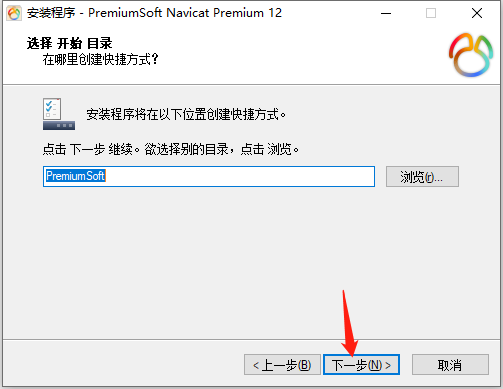 安装程序 - PremiumSoft Navicat Premium 12
选择 开始 目录
在哪里创建快捷方式?
安装程序将在以下位置创建快捷方式。
点击 下一步 继续。欲选择别的目录，点击 浏览。
PremiumSoft
浏览(r)...
< 上一步(B)
下一步(N) >
取消